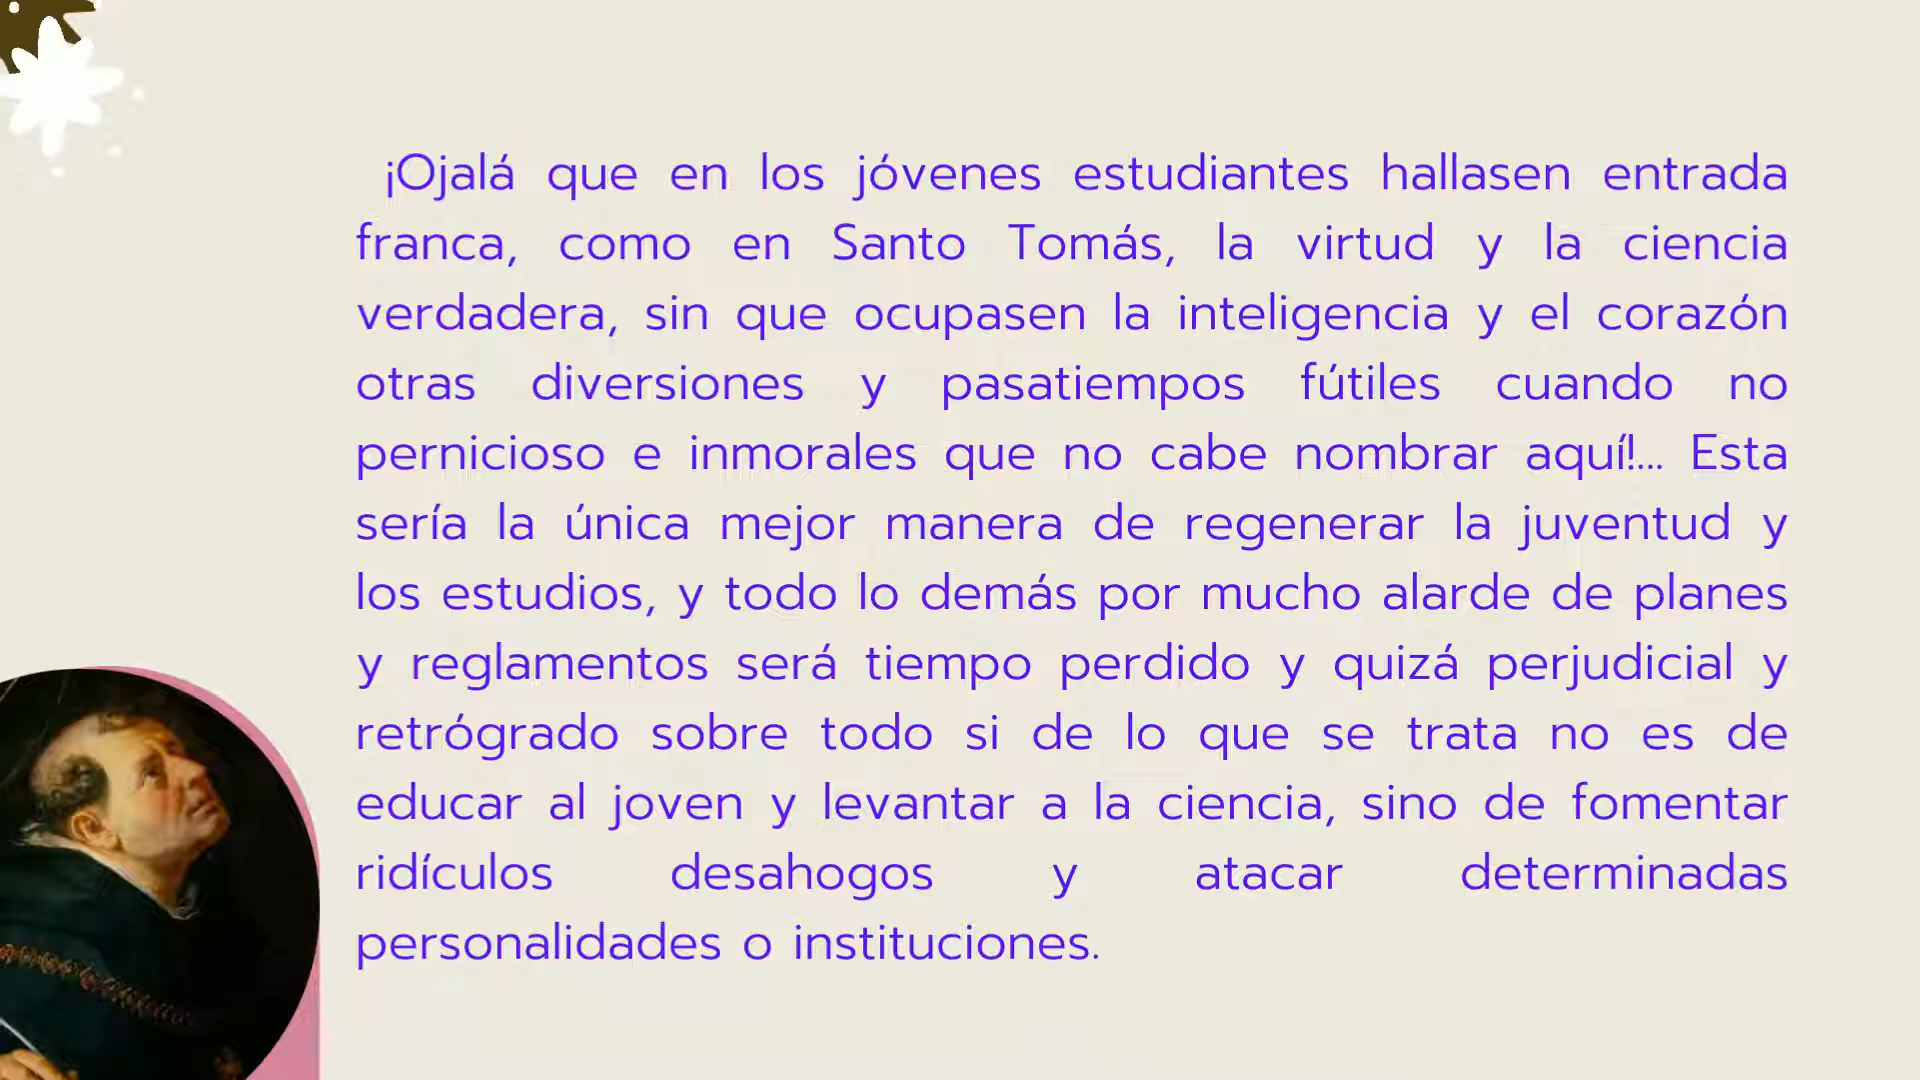 ¡Ojalá que en los jóvenes estudiantes hallasen entrada
franca, como en Santo Tomás, la virtud y la ciencia
verdadera, sin que ocupasen la inteligencia y el corazón
otras diversiones y pasatiempos fútiles cuando no
pernicioso e inmorales que no cabe nombrar aquí!... Esta
sería la única mejor manera de regenerar la juventud y
los estudios, y todo lo demás por mucho alarde de planes
y reglamentos será tiempo perdido y quizá perjudicial y
retrógrado sobre todo si de lo que se trata no es de
educar al joven y levantar a la ciencia, sino de fomentar
ridículos desahogos y atacar determinadas
personalidades o instituciones.